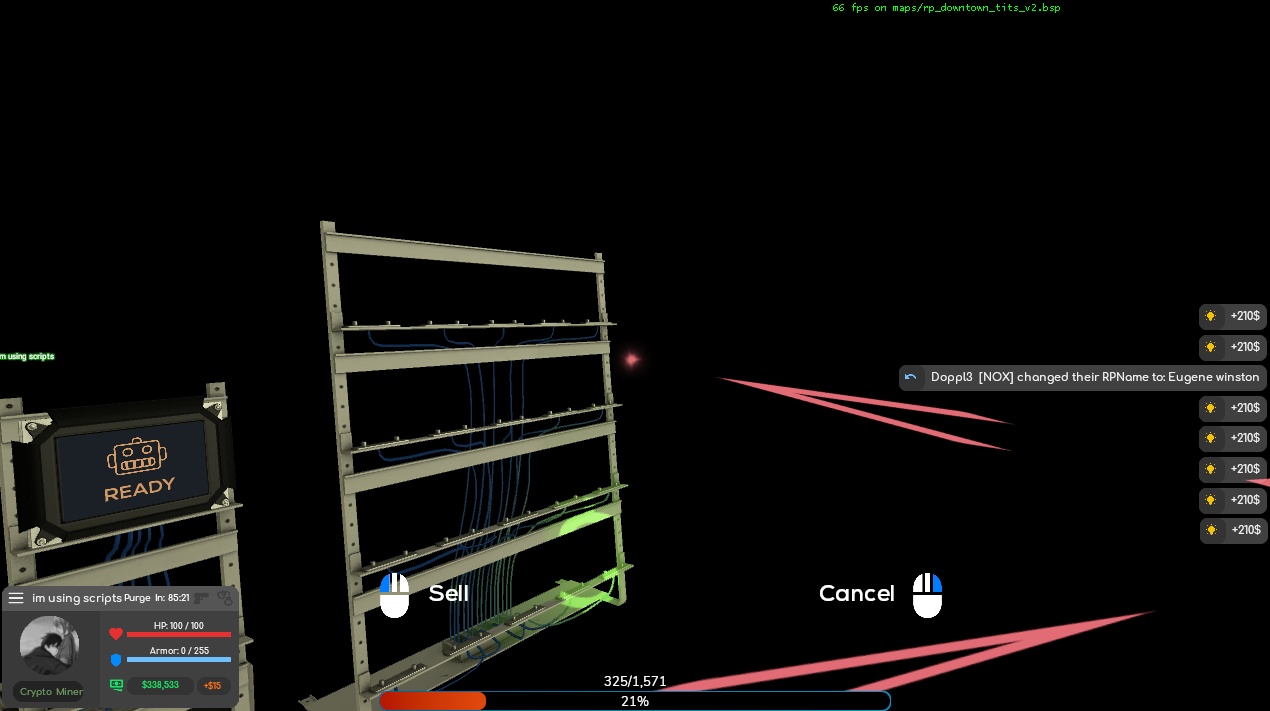 66 fps on maps/rp_downtown_tits_v2.bsp
+210$
+210$
m using scripts
Doppl3 [NOX] changed their RPName to: Eugene winston
+210$
+210$
+210$
+210$
+210$
READY
Sell
Cancel
im using scripts Purge In: 85:21
HP: 100 / 100
Armor: 0 / 255
$338,533 +$15
Crypto Miner
325/1,571
21%